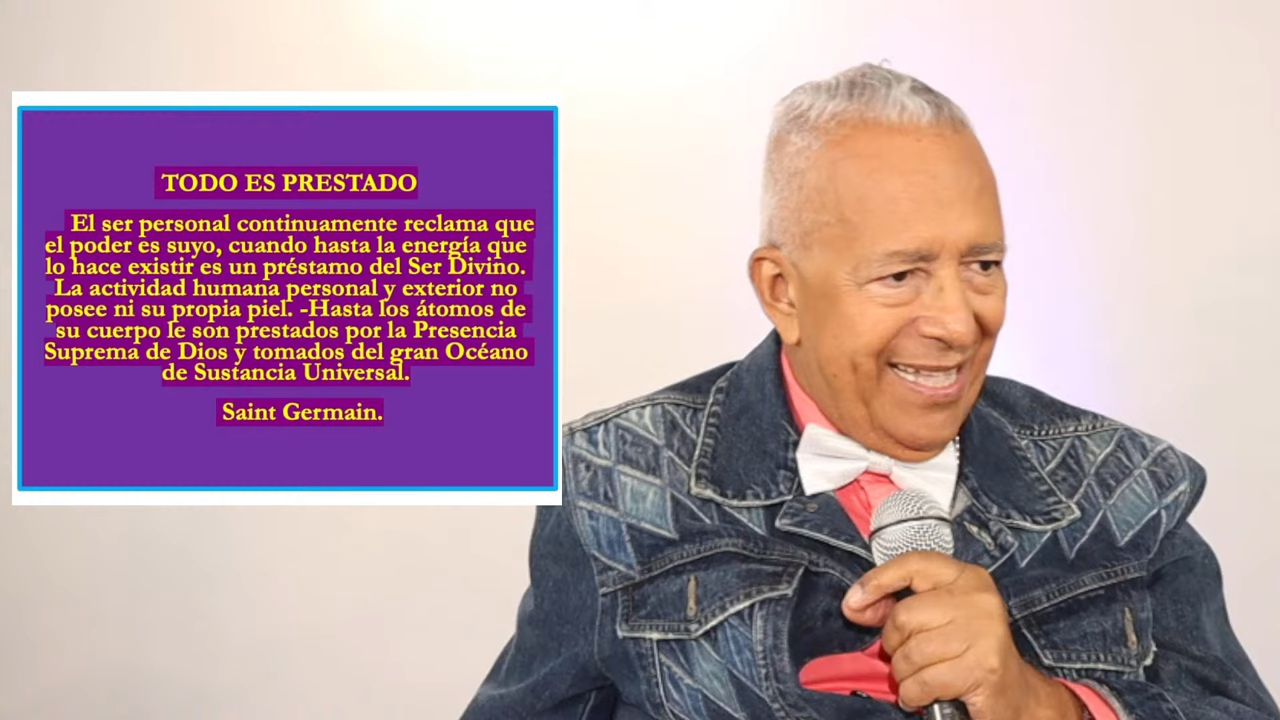 TODO ES PRESTADO
El ser personal continuamente reclama que
el poder es suyo, cuando hasta la energía que
lo hace existir es un préstamo del Ser Divino.
La actividad humana personal y exterior no
posee ni su propia piel. -Hasta los átomos de
su cuerpo le son prestados por la Presencia
Suprema de Dios y tomados del gran Océano
de Sustancia Universal.
Saint Germain.